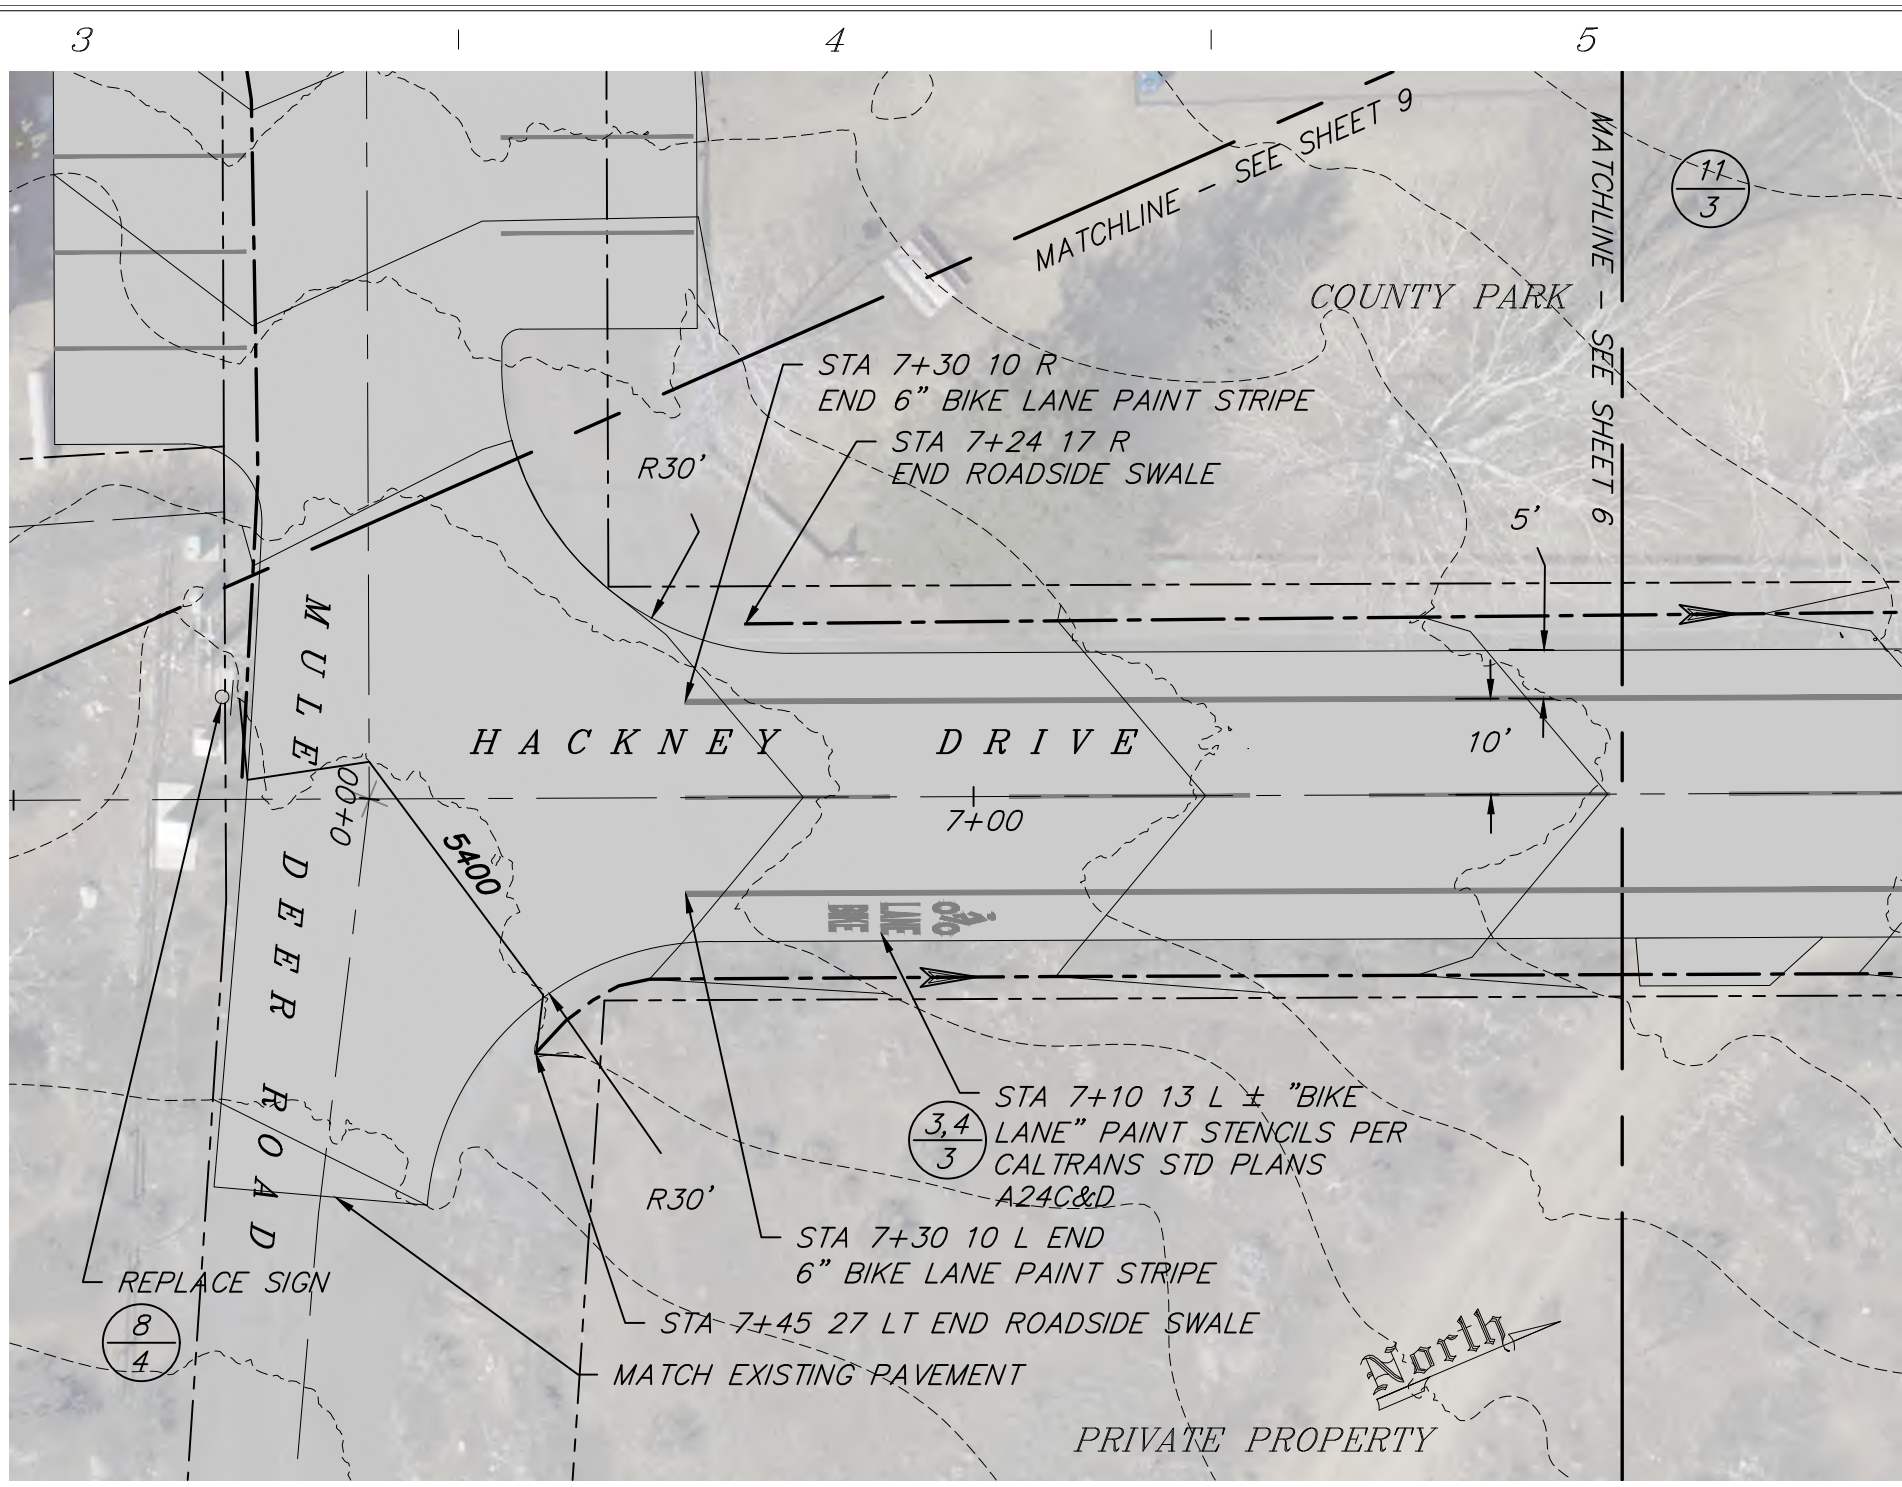 3
4
5
MATCHLINE - SEE SHEET 9
MATCHLINE - SEE SHEET 6
11
3
COUNTY PARK
STA 7+30 10 R
END 6" BIKE LANE PAINT STRIPE
STA 7+24 17 R
END ROADSIDE SWALE
R30'
5'
MULE DEER ROAD
HACKNEY DRIVE
10'
0+00
7+00
5400
BIKE
LANE
STA 7+10 13 L ± "BIKE
LANE" PAINT STENCILS PER
CALTRANS STD PLANS
A24C&D
3,4
3
R30'
STA 7+30 10 L END
6" BIKE LANE PAINT STRIPE
REPLACE SIGN
8
4
STA 7+45 27 LT END ROADSIDE SWALE
MATCH EXISTING PAVEMENT
North
PRIVATE PROPERTY